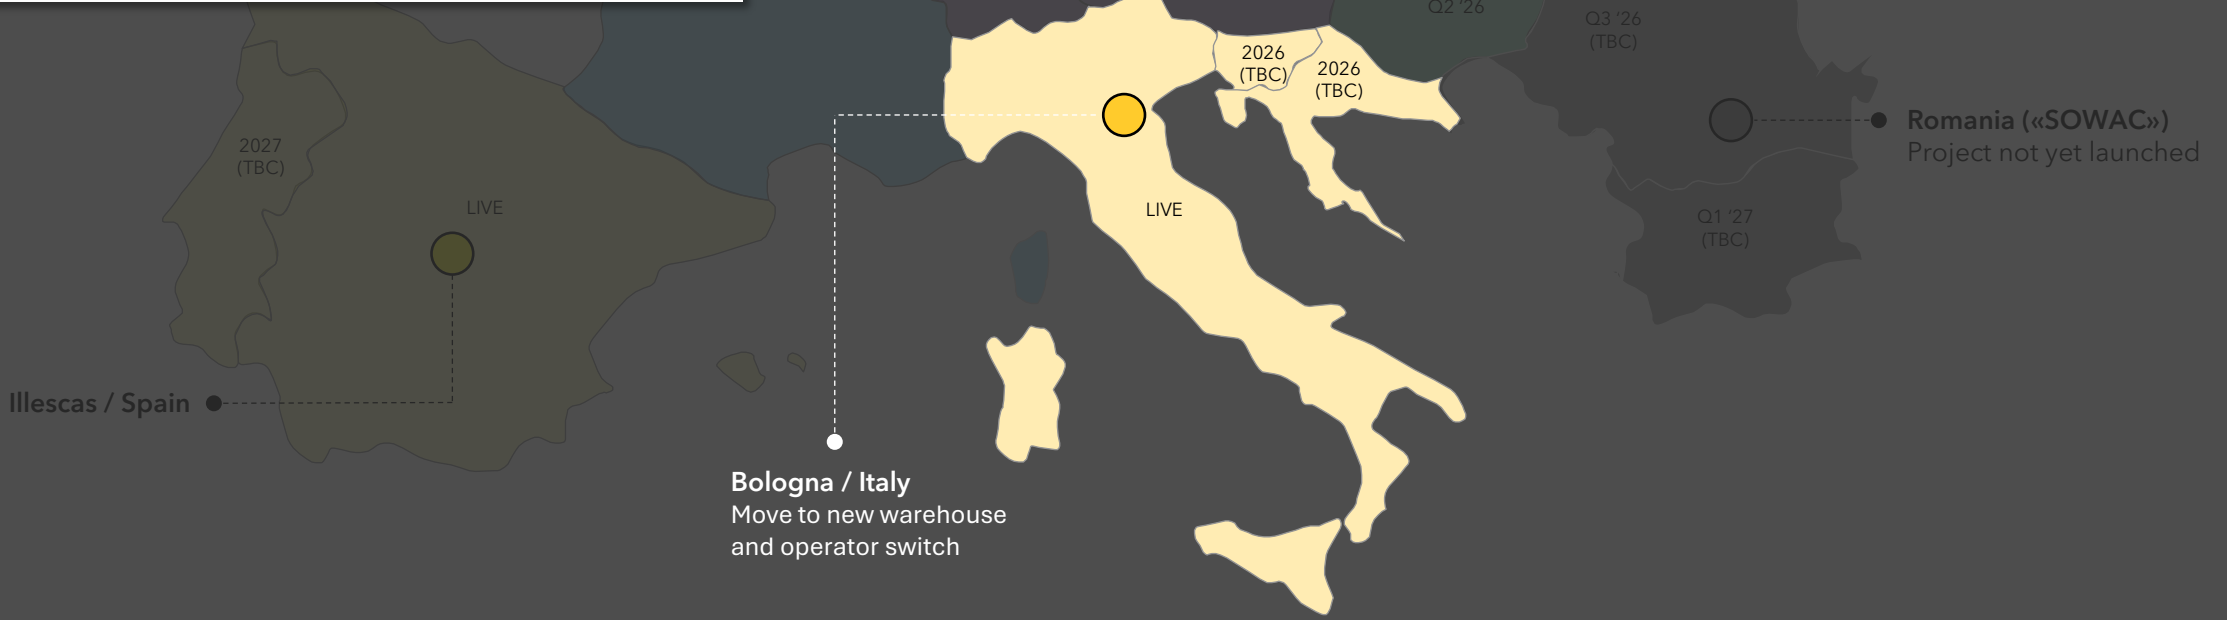 Q2 '26
Q3 '26
(TBC)
2026
(TBC)
2026
(TBC)
Romania («SOWAC»)
Project not yet launched
2027
(TBC)
LIVE
LIVE
Q1 '27
(TBC)
Illescas / Spain
Bologna / Italy
Move to new warehouse
and operator switch